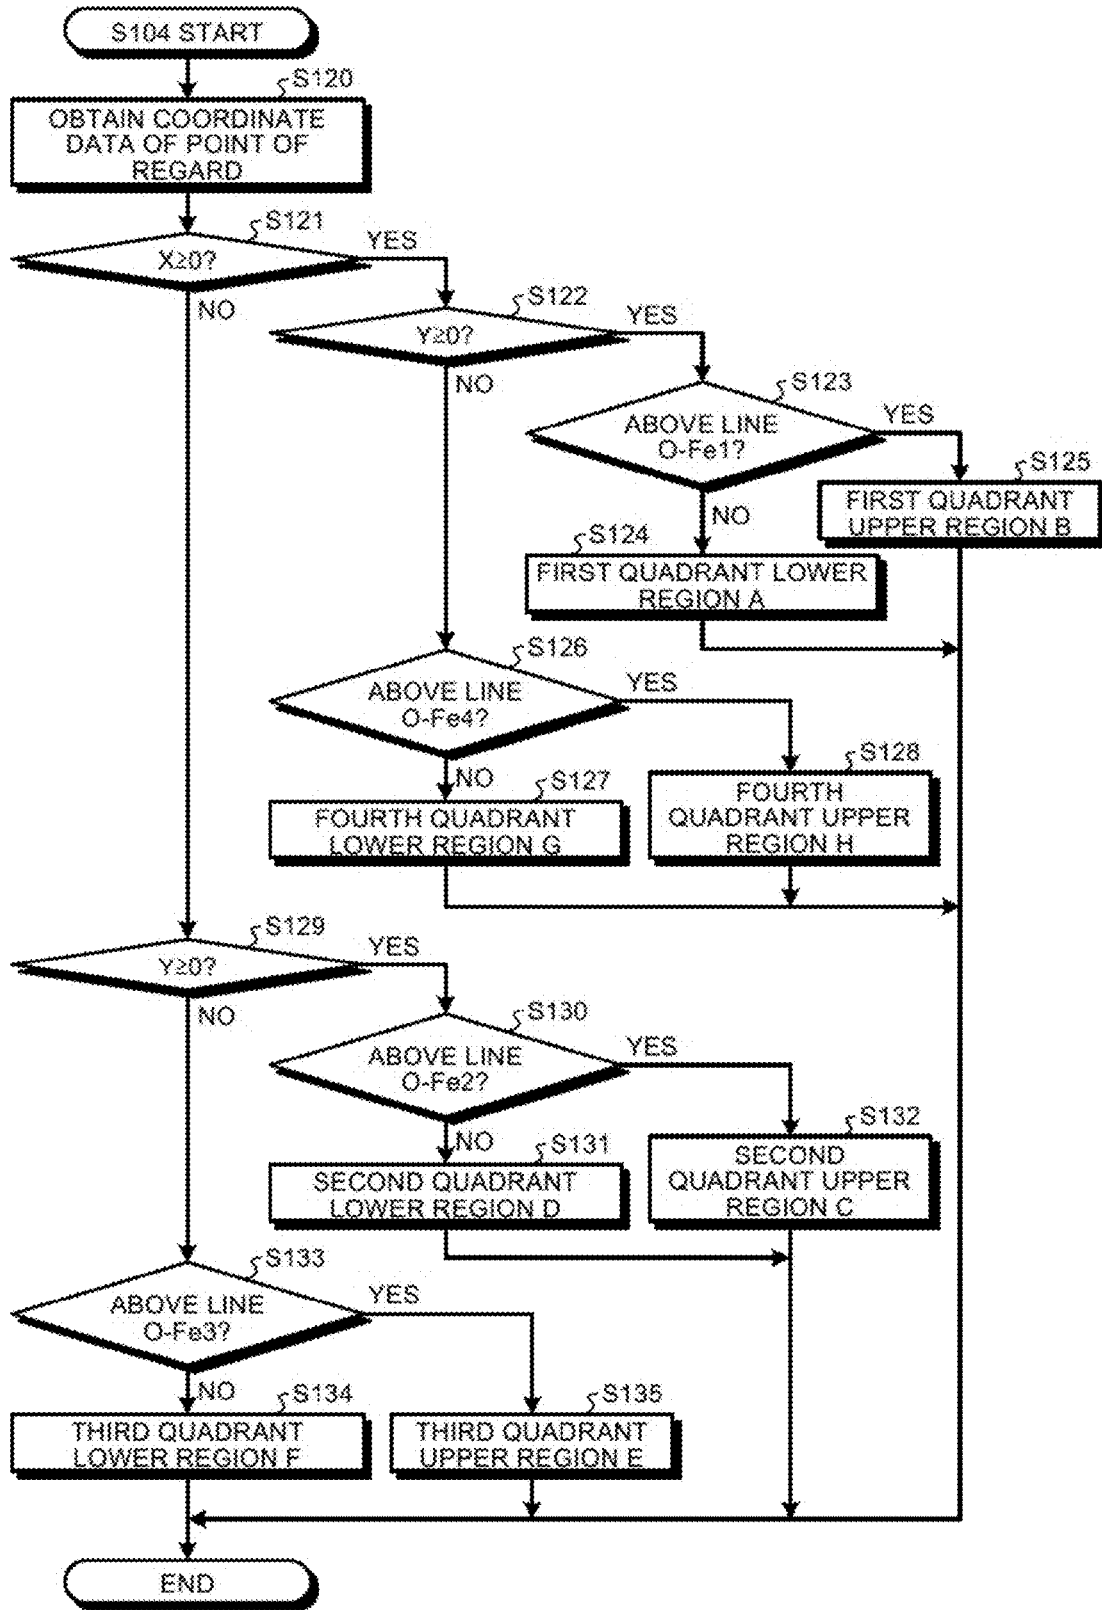 S104 START
S120
OBTAIN COORDINATE
DATA OF POINT OF
REGARD
S121
X≥0?
YES
NO
S122
Y≥0?
YES
NO
S123
ABOVE LINE
O-Fe1?
YES
NO
S125
FIRST QUADRANT
UPPER REGION B
S124
FIRST QUADRANT LOWER
REGION A
S126
ABOVE LINE
O-Fe4?
YES
NO
S127
FOURTH QUADRANT
LOWER REGION G
S128
FOURTH
QUADRANT UPPER
REGION H
S129
Y≥0?
YES
NO
S130
ABOVE LINE
O-Fe2?
YES
NO
S131
SECOND QUADRANT
LOWER REGION D
S132
SECOND
QUADRANT UPPER
REGION C
S133
ABOVE LINE
O-Fe3?
YES
NO
S134
THIRD QUADRANT
LOWER REGION F
S135
THIRD QUADRANT
UPPER REGION E
END